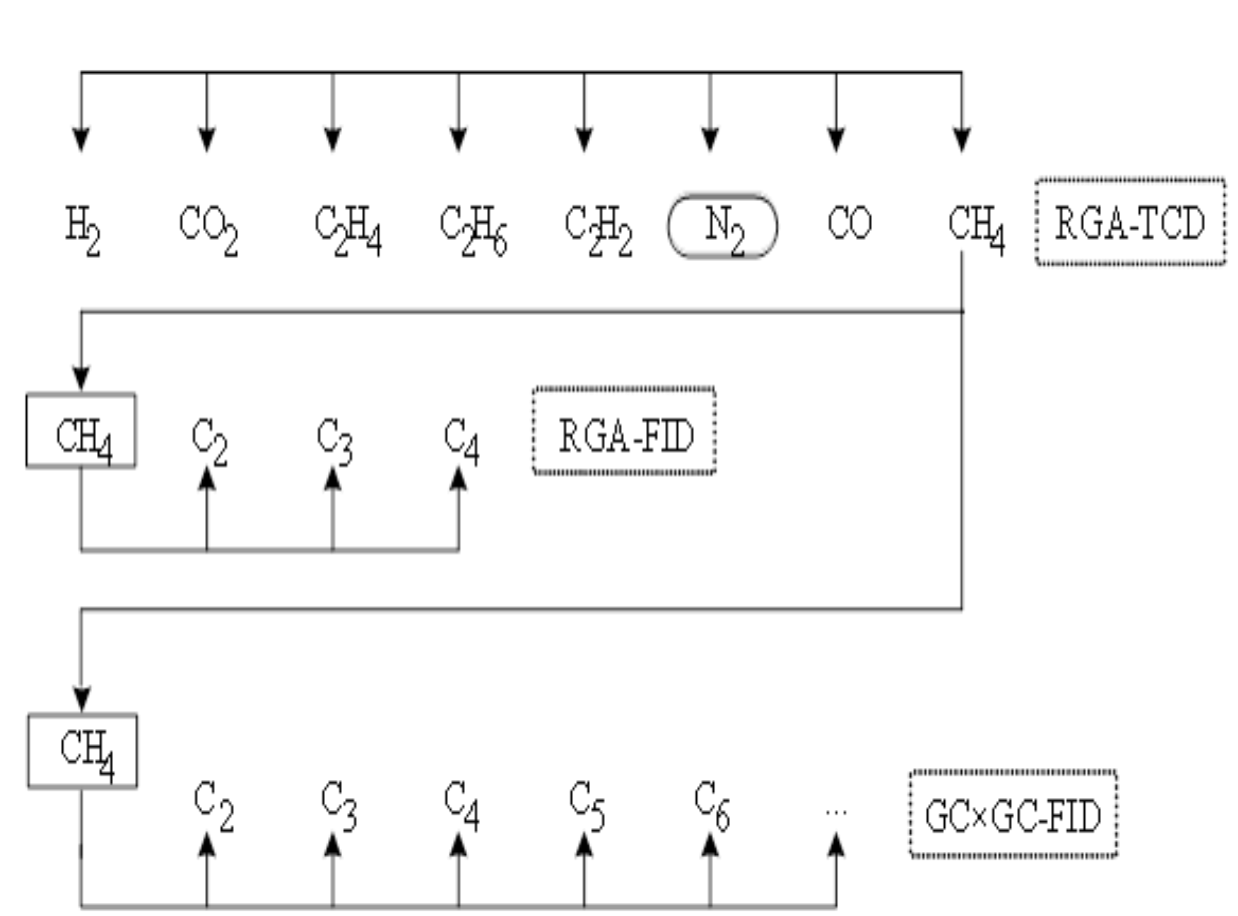 H2 CO2 C2H4 C2H6 C2H2 N2 CO CH4 RGA-TCD
CH4 C2 C3 C4 RGA-FID
CH4
C2 C3 C4 C5 C6 ... GC×GC-FID